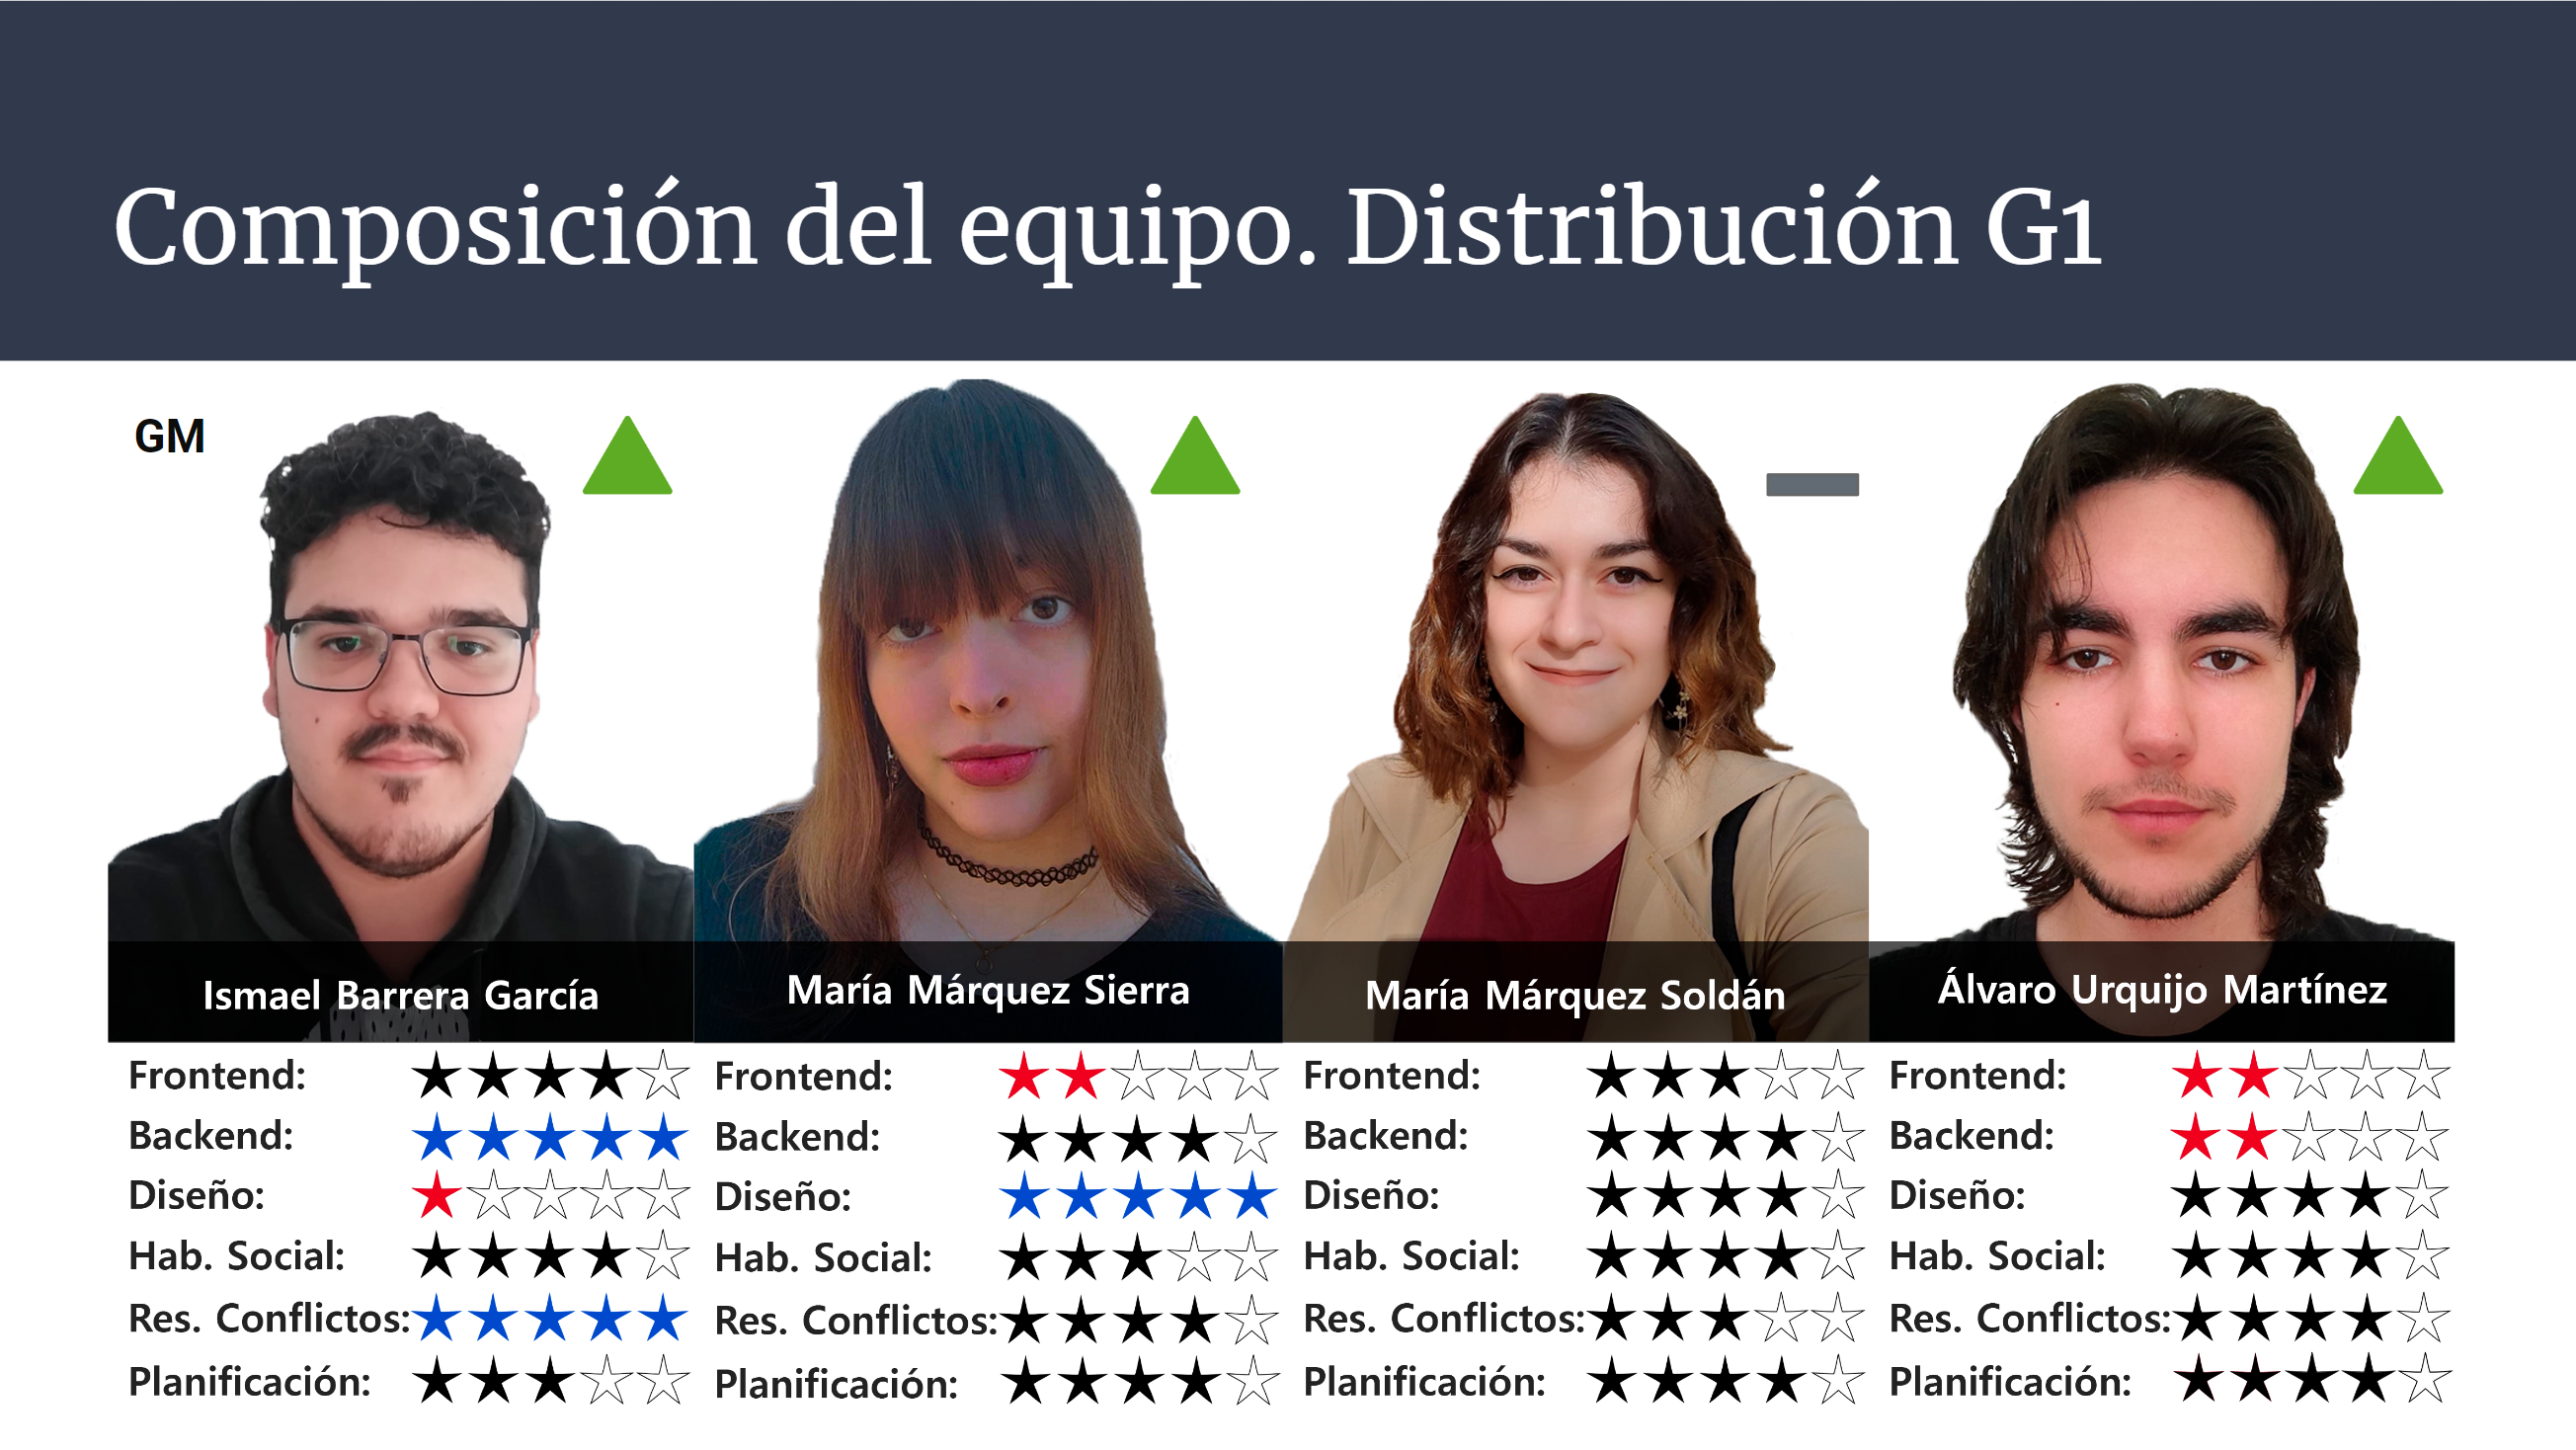 Composición del equipo. Distribución G1
GM
Ismael Barrera García
María Márquez Sierra
María Márquez Soldán
Álvaro Urquijo Martínez
Frontend:
Backend:
Diseño:
Hab. Social:
Res. Conflictos:
Planificación:
Frontend:
Backend:
Diseño:
Hab. Social:
Res. Conflictos:
Planificación:
Frontend:
Backend:
Diseño:
Hab. Social:
Res. Conflictos:
Planificación:
Frontend:
Backend:
Diseño:
Hab. Social:
Res. Conflictos:
Planificación: